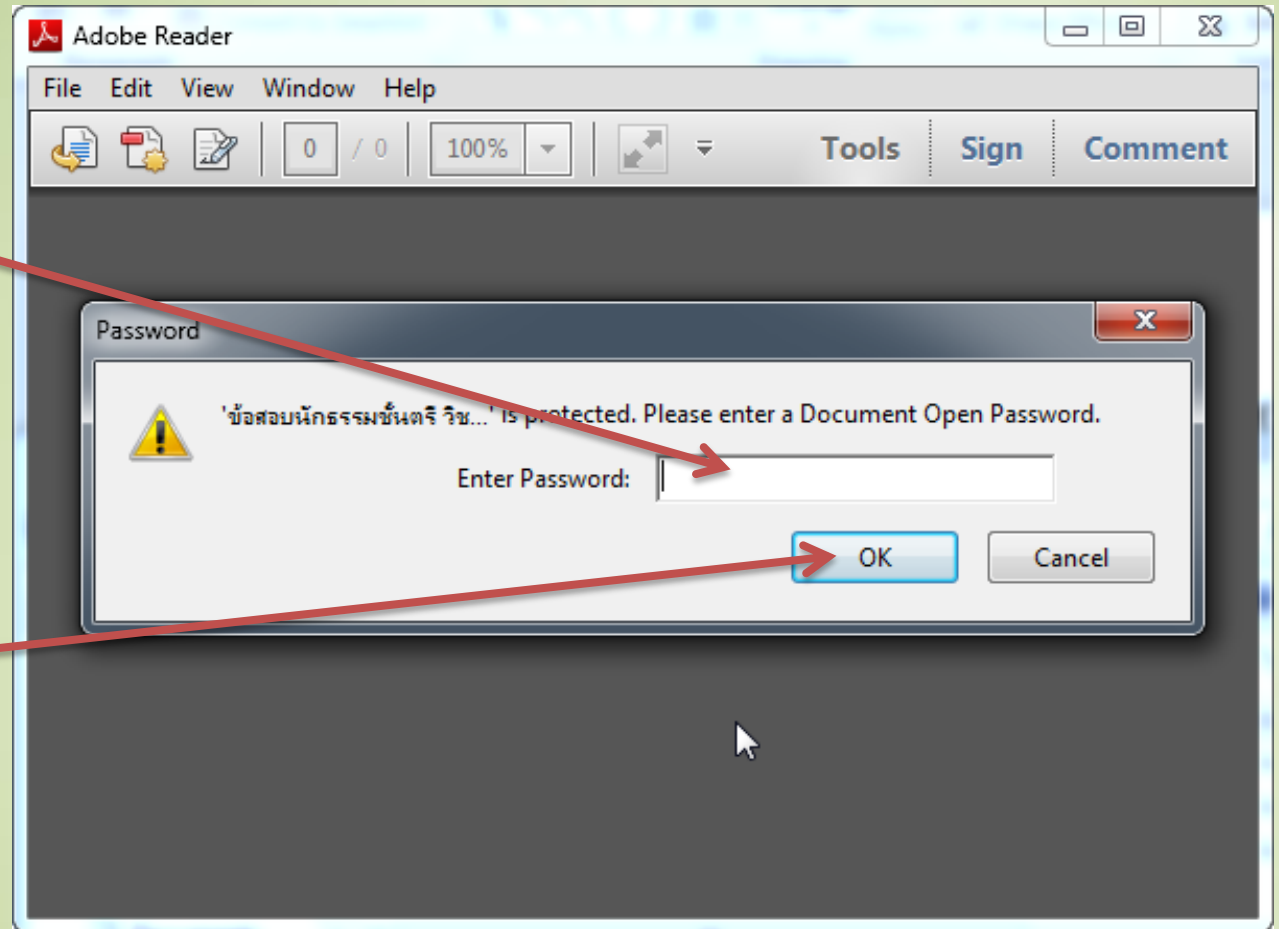 Adobe Reader
File Edit View Window Help
0 / 0 100% Tools Sign Comment
Password
'ข้อสอบนักธรรมชั้นตรี วิช...' is protected. Please enter a Document Open Password.
Enter Password:
OK Cancel